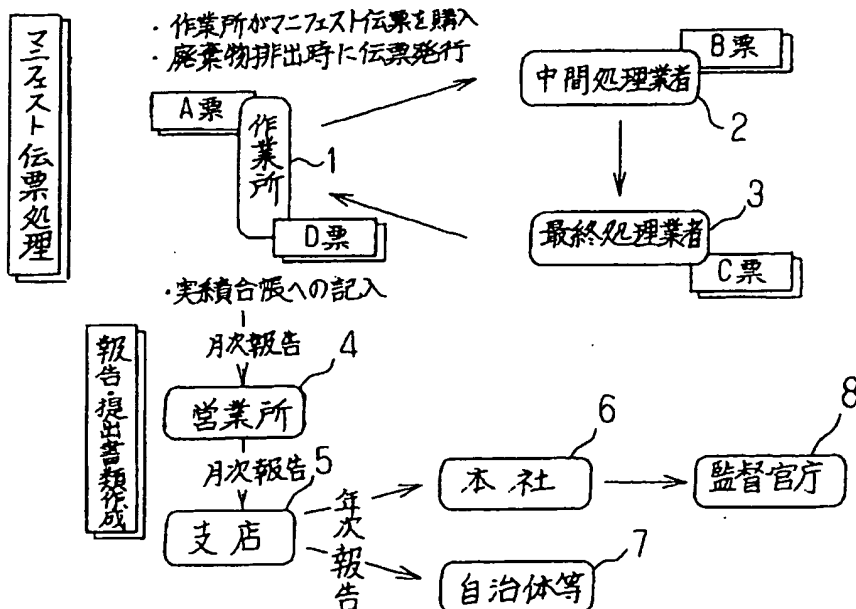 マニフェスト伝票処理
・作業所がマニフェスト伝票を購入
・廃棄物排出時に伝票発行
A票
作業所
1
D票
B票
中間処理業者
2
3
最終処理業者
C票
・実績台帳への記入
報告・提出書類作成
月次報告
4
営業所
月次報告
5
支店
年次報告
6
本社
8
監督官庁
7
自治体等